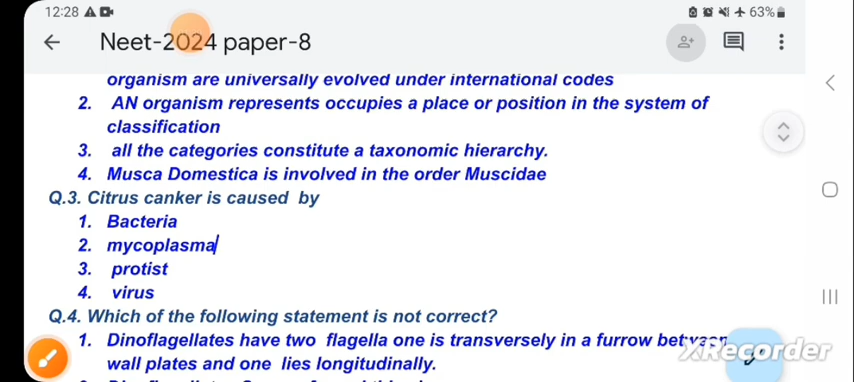 12:28
63%
Neet-2024 paper-8
organism are universally evolved under international codes
2. AN organism represents occupies a place or position in the system of
classification
3. all the categories constitute a taxonomic hierarchy.
4. Musca Domestica is involved in the order Muscidae
Q.3. Citrus canker is caused by
1. Bacteria
2. mycoplasma
3. protist
4. virus
Q.4. Which of the following statement is not correct?
1. Dinoflagellates have two flagella one is transversely in a furrow between
wall plates and one lies longitudinally.
XRecorder